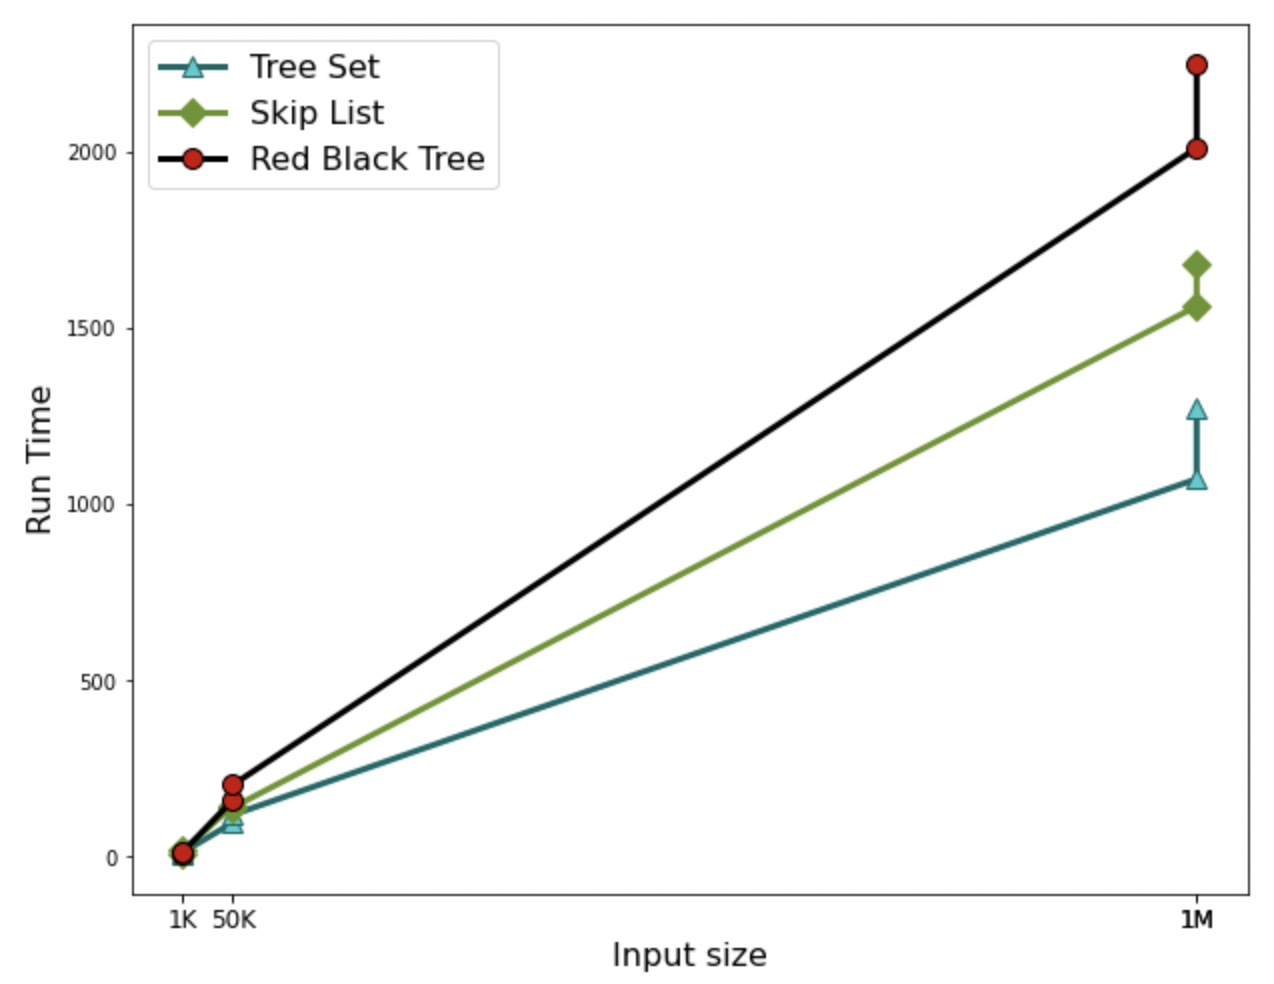 Tree Set
Skip List
Red Black Tree
2000
1500
1000
500
0
Run Time
1K 50K 1M
Input size